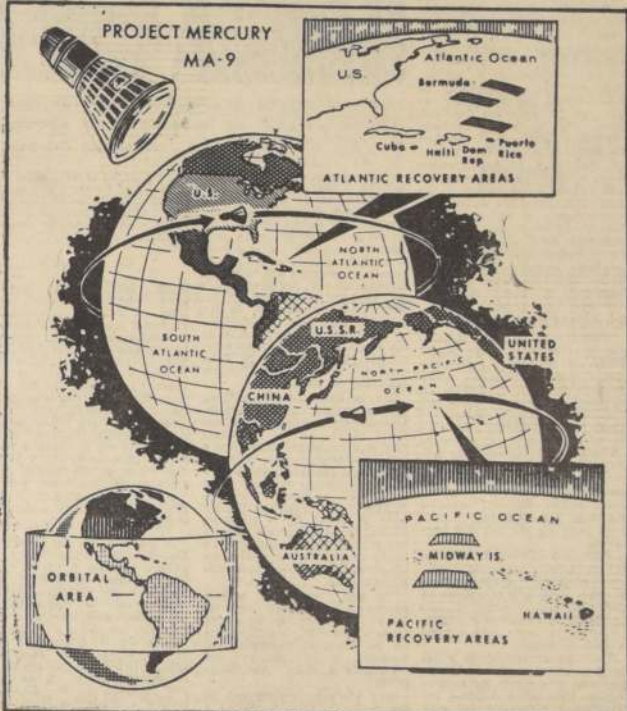 PROJECT MERCURY
MA-9
U.S.
Atlantic Ocean
Bermuda
Cuba
Haiti
Dom
Rep.
Puerto
Rico
ATLANTIC RECOVERY AREAS
U.S.
NORTH
ATLANTIC
OCEAN
SOUTH
ATLANTIC
OCEAN
U.S.S.R.
UNITED
STATES
NORTH PACIFIC
OCEAN
CHINA
AUSTRALIA
ORBITAL
AREA
PACIFIC OCEAN
MIDWAY IS.
HAWAII
PACIFIC
RECOVERY AREAS